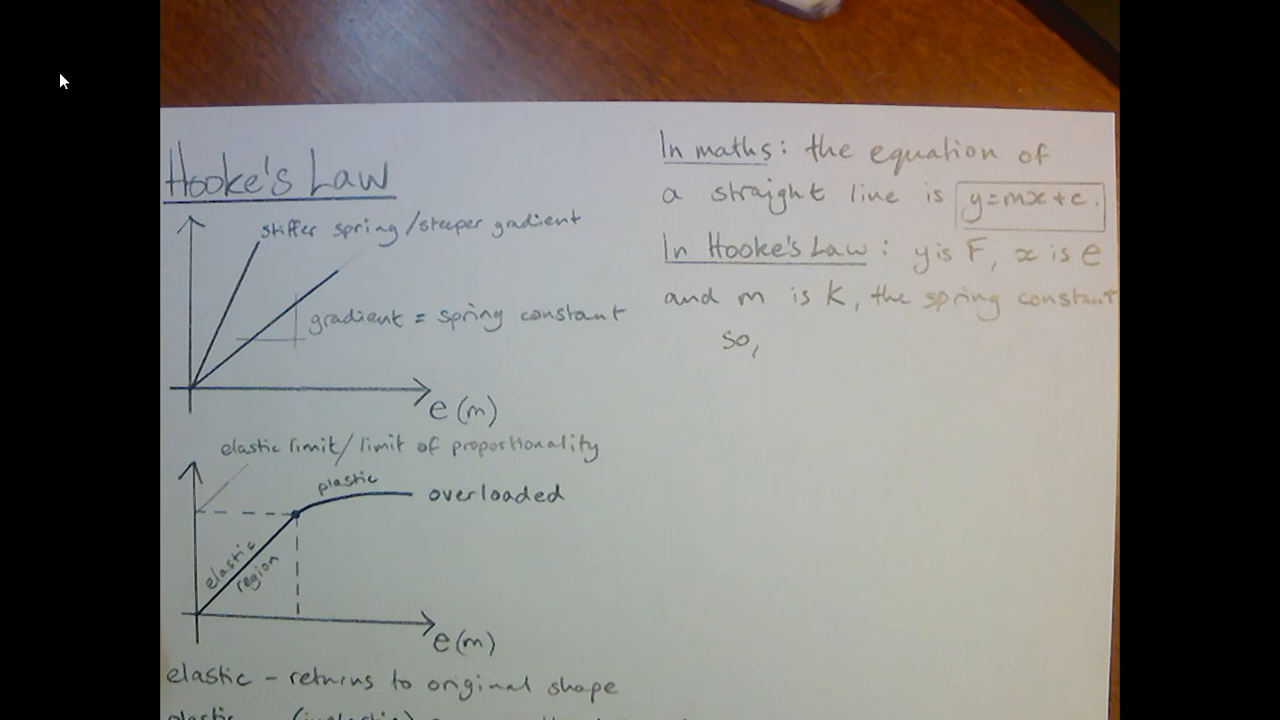 Hooke's Law
stiffer spring/steeper gradient
gradient = spring constant
e (m)
elastic limit/limit of proportionality
plastic
overloaded
elastic
region
e (m)
elastic – returns to original shape
plastic (inelastic)
In maths: the equation of
a straight line is y=mx+c.
In Hooke's Law: y is F, x is e
and m is K, the spring constant
so,